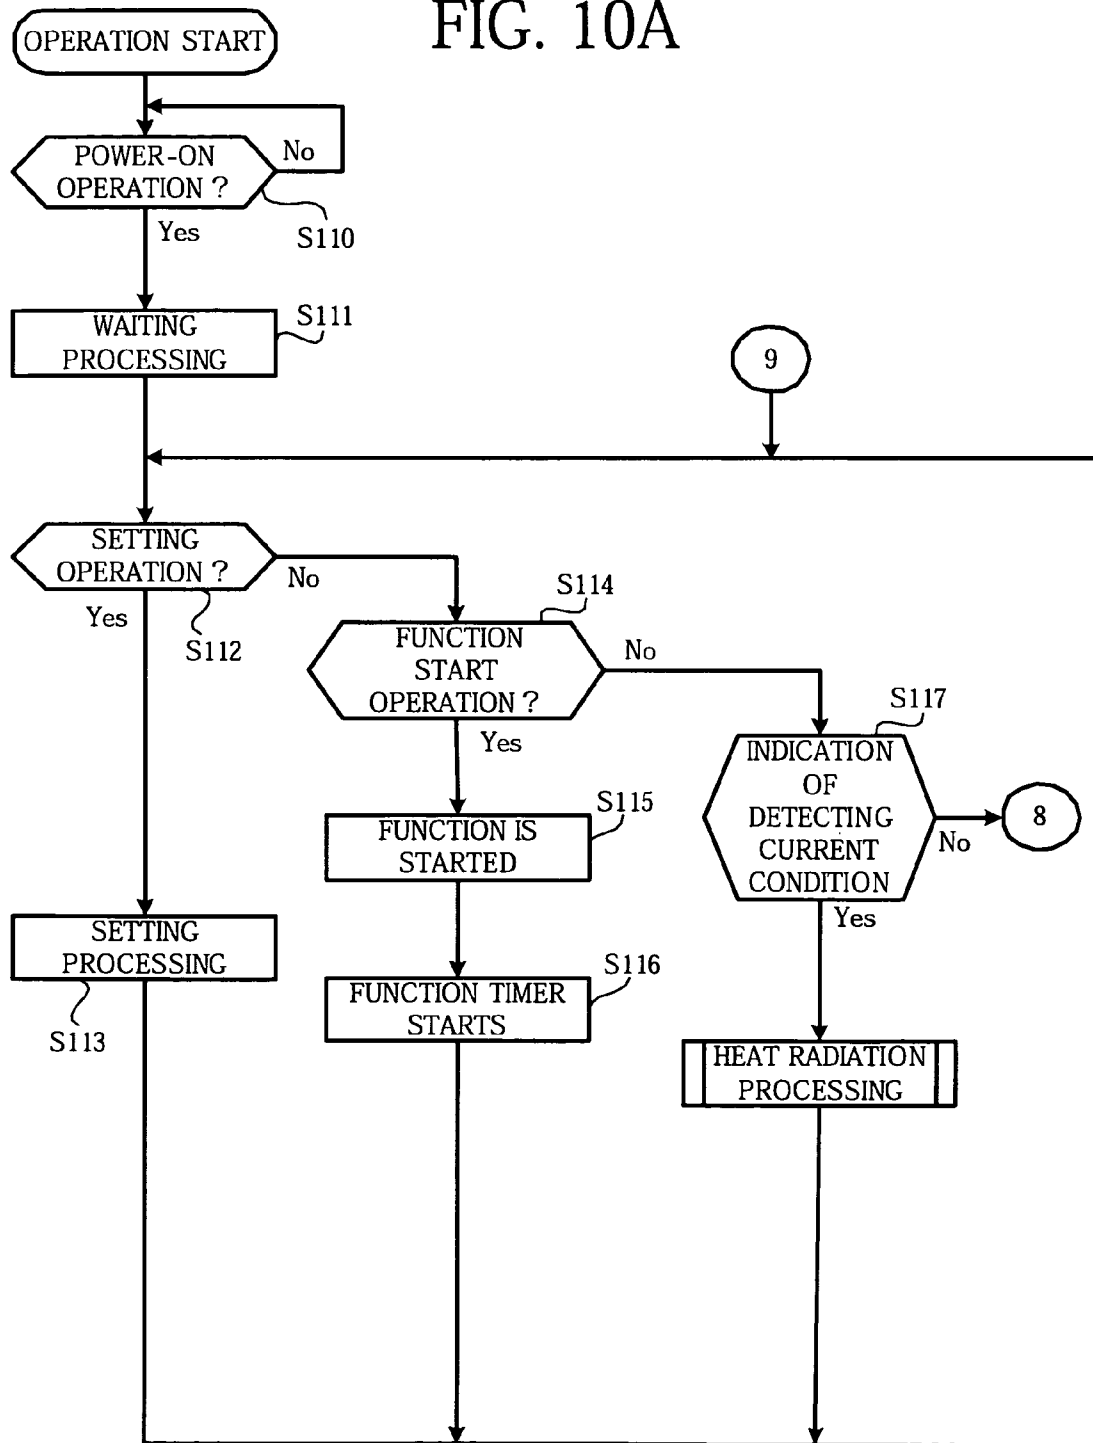 FIG. 10A
OPERATION START
POWER-ON
OPERATION ?
No
S110
Yes
WAITING
PROCESSING
S111
9
SETTING
OPERATION ?
No
Yes
S112
S114
FUNCTION
START
OPERATION ?
No
Yes
S117
INDICATION
OF
DETECTING
CURRENT
CONDITION
No
8
Yes
S115
FUNCTION IS
STARTED
SETTING
PROCESSING
S113
S116
FUNCTION TIMER
STARTS
HEAT RADIATION
PROCESSING